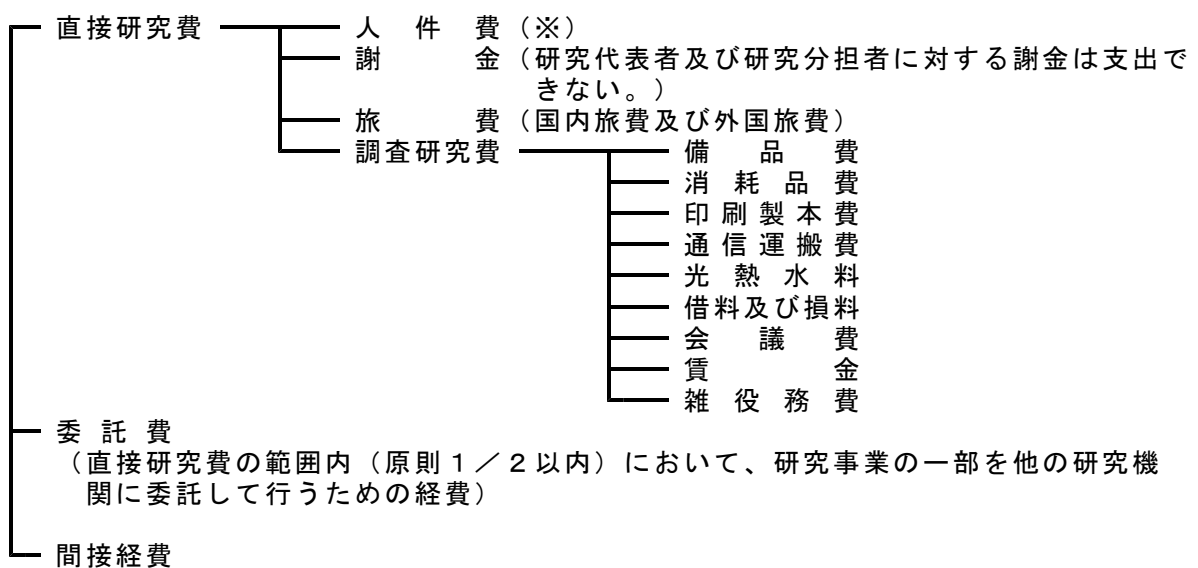 直接研究費 人件費（※）
謝金（研究代表者及び研究分担者に対する謝金は支出で
きない。）
旅費（国内旅費及び外国旅費）
調査研究費 備品費
消耗品費
印刷製本費
通信運搬費
光熱水料
借料及び損料
会議費
賃金
雑役務費
委託費
（直接研究費の範囲内（原則１／２以内）において、研究事業の一部を他の研究機
関に委託して行うための経費）
間接経費